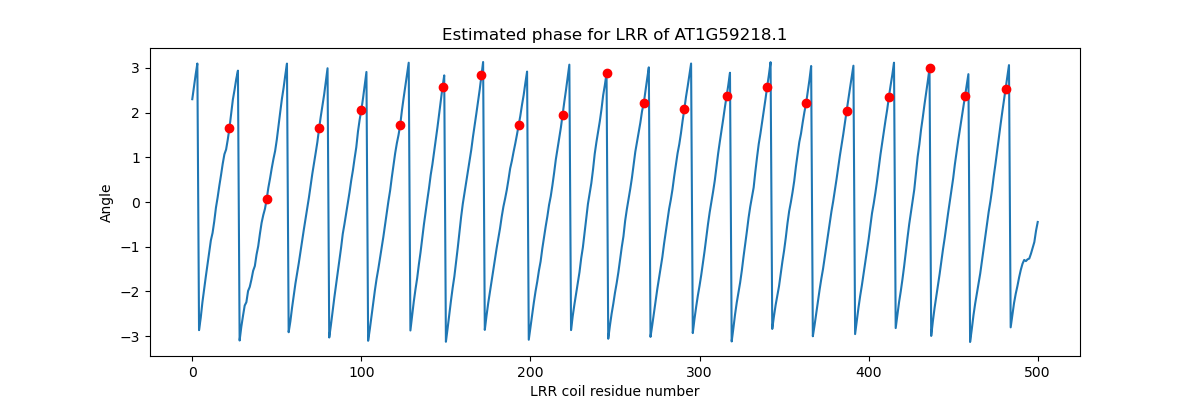 Estimated phase for LRR of AT1G59218.1
3
2
1
0
−1
−2
−3
Angle
0 100 200 300 400 500
LRR coil residue number